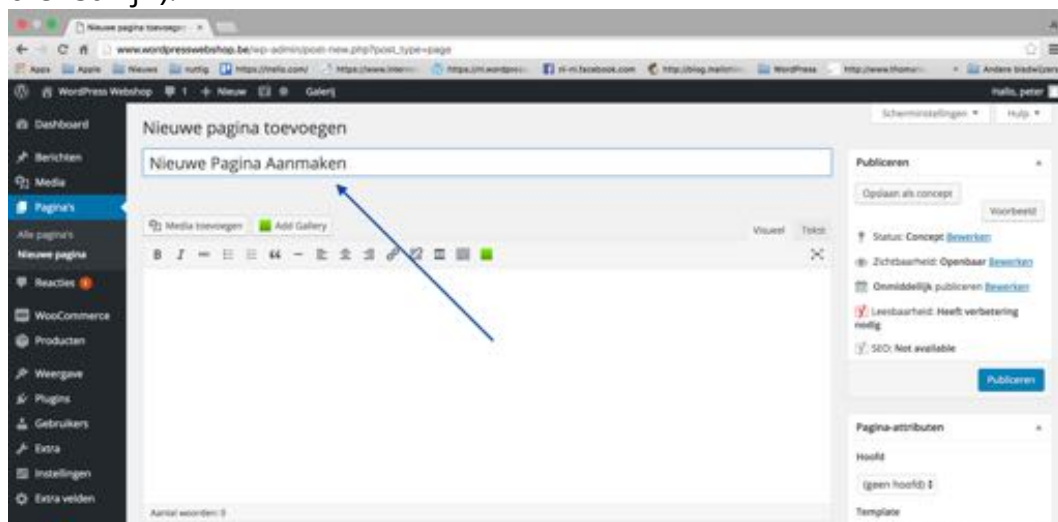 Nieuwe pagina toevoegen
www.wordpresswebshop.be/wp-admin/post-new.php?post_type=page
Apps Apple Nieuws nuttig https://trello.com/ WordPress Andere bladwijzers
WordPress Webshop 1 + Nieuw Galerij Hallo, peter
Scherminstellingen Hulp
Dashboard
Berichten
Media
Pagina's
Alle pagina's
Nieuwe pagina
Reacties
WooCommerce
Producten
Weergave
Plugins
Gebruikers
Extra
Instellingen
Extra velden
Nieuwe pagina toevoegen
Nieuwe Pagina Aanmaken
Media toevoegen Add Gallery
Visueel Tekst
Aantal woorden: 0
Publiceren
Opslaan als concept
Voorbeeld
Status: Concept Bewerken
Zichtbaarheid: Openbaar Bewerken
Onmiddellijk publiceren Bewerken
Leesbaarheid: Heeft verbetering
nodig
SEO: Not available
Publiceren
Pagina-attributen
Hoofd
(geen hoofd)
Template